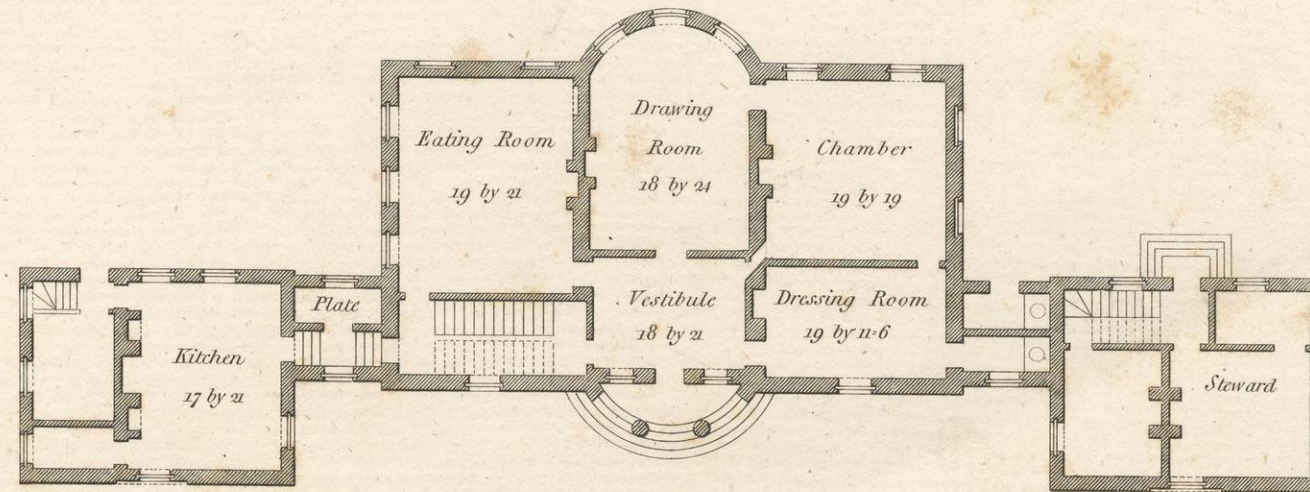 Eating Room
19 by 21
Drawing
Room
18 by 24
Chamber
19 by 19
Plate
Vestibule
18 by 21
Dressing Room
19 by 11=6
Kitchen
17 by 21
Steward